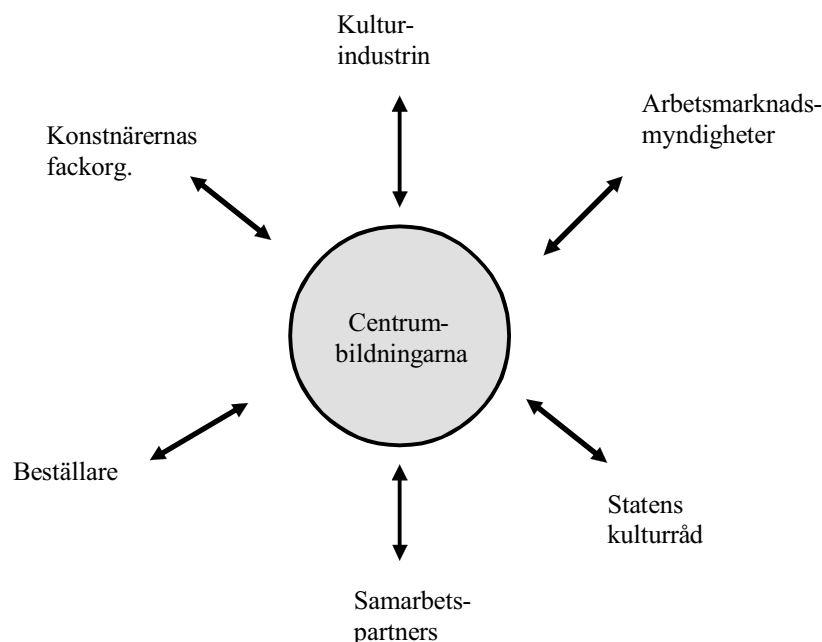 Kultur-
industrin
Arbetsmarknads-
myndigheter
Konstnärernas
fackorg.
Centrum-
bildningarna
Beställare
Statens
kulturråd
Samarbets-
partners